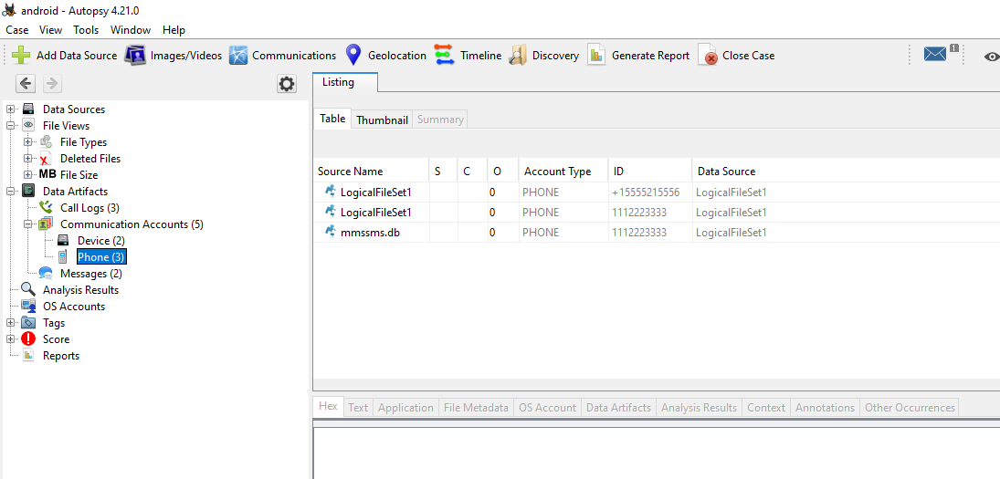 android - Autopsy 4.21.0
Case View Tools Window Help
Add Data Source Images/Videos Communications Geolocation Timeline Discovery Generate Report Close Case 1
Listing
Data Sources
File Views
File Types
Deleted Files
MB File Size
Data Artifacts
Call Logs (3)
Communication Accounts (5)
Device (2)
Phone (3)
Messages (2)
Analysis Results
OS Accounts
Tags
Score
Reports
Table Thumbnail Summary
Source Name S C O Account Type ID Data Source
LogicalFileSet1 0 PHONE +15555215556 LogicalFileSet1
LogicalFileSet1 0 PHONE 1112223333 LogicalFileSet1
mmssms.db 0 PHONE 1112223333 LogicalFileSet1
Hex Text Application File Metadata OS Account Data Artifacts Analysis Results Context Annotations Other Occurrences